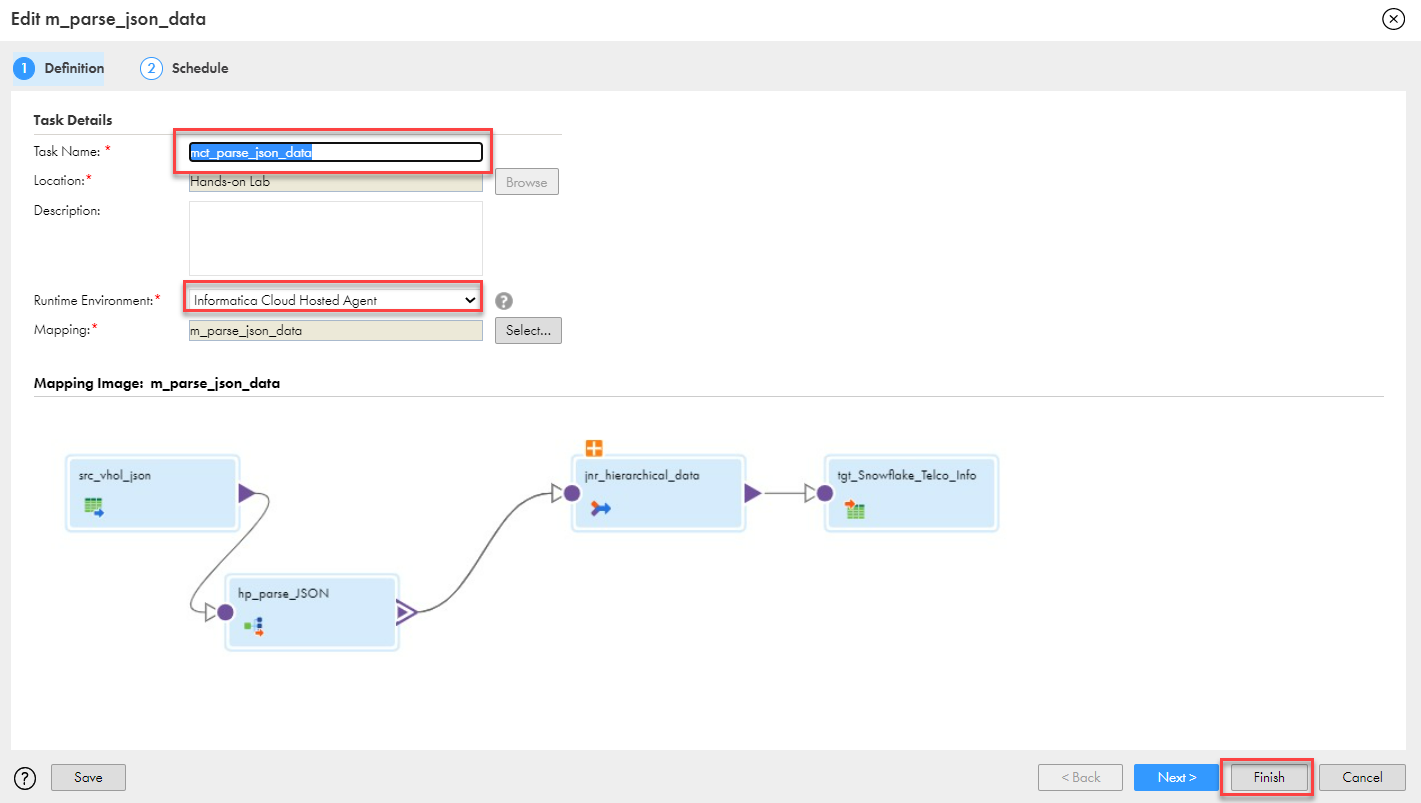 Edit m_parse_json_data
1 Definition 2 Schedule
Task Details
Task Name: * mct_parse_json_data
Location:* Hands-on Lab Browse
Description:
Runtime Environment:* Informatica Cloud Hosted Agent ?
Mapping:* m_parse_json_data Select...
Mapping Image: m_parse_json_data
src_vhol_json
jnr_hierarchical_data
tgt_Snowflake_Telco_Info
hp_parse_JSON
? Save < Back Next > Finish Cancel